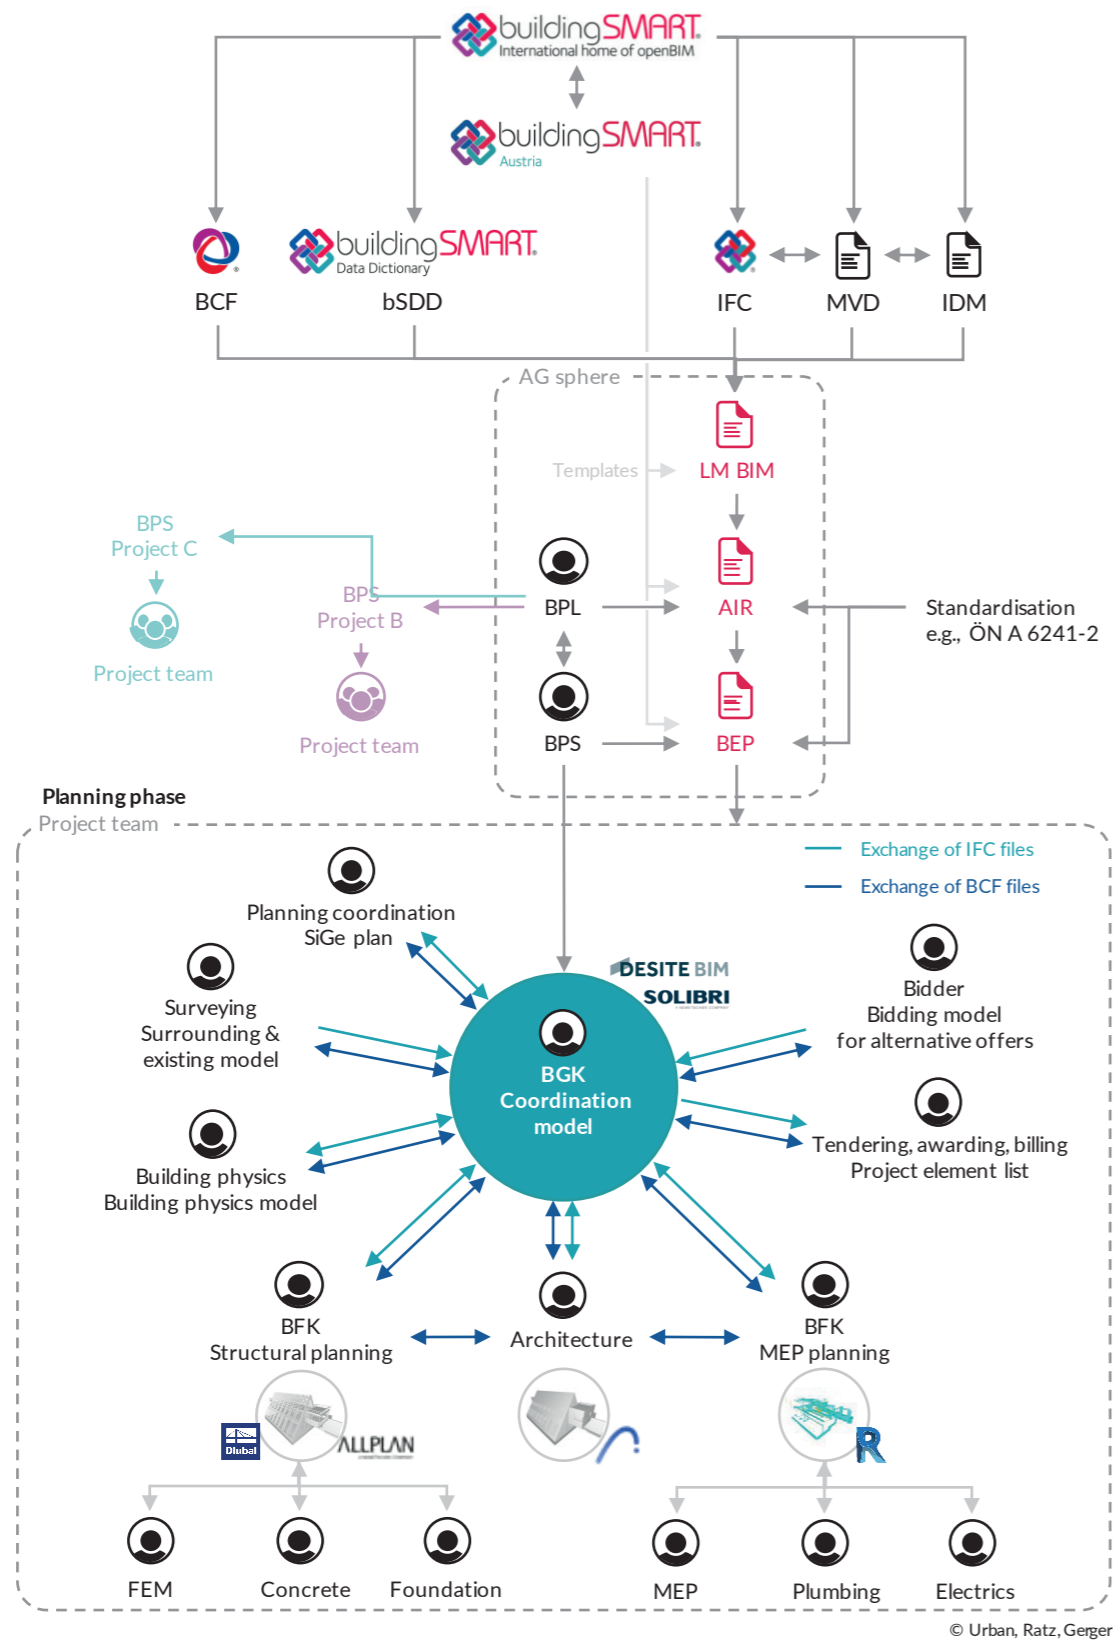 buildingSMART®
International home of openBIM
buildingSMART®
Austria
buildingSMART®
Data Dictionary
BCF
bSDD
IFC
MVD
IDM
AG sphere
Templates
LM BIM
BPS
Project C
Project team
BPS
Project B
Project team
BPL
AIR
Standardisation
e.g., ÖN A 6241-2
BPS
BEP
Planning phase
Project team
Exchange of IFC files
Exchange of BCF files
Planning coordination
SiGe plan
DESITE BIM
SOLIBRI
Surveying
Surrounding &
existing model
Bidder
Bidding model
for alternative offers
BGK
Coordination
model
Building physics
Building physics model
Tendering, awarding, billing
Project element list
BFK
Structural planning
Architecture
BFK
MEP planning
Dlubal
ALLPLAN
R
FEM
Concrete
Foundation
MEP
Plumbing
Electrics
© Urban, Ratz, Gerger